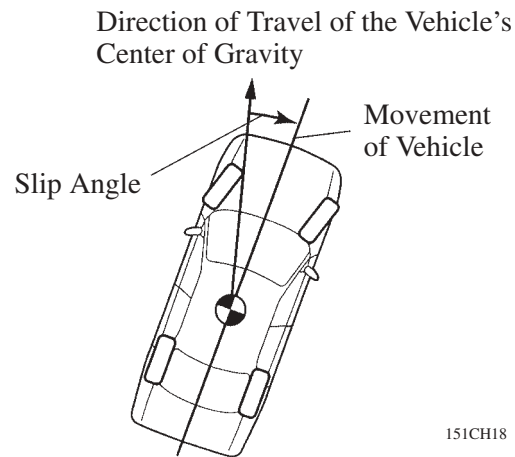 Direction of Travel of the Vehicle’s
Center of Gravity
Movement
of Vehicle
Slip Angle
151CH18